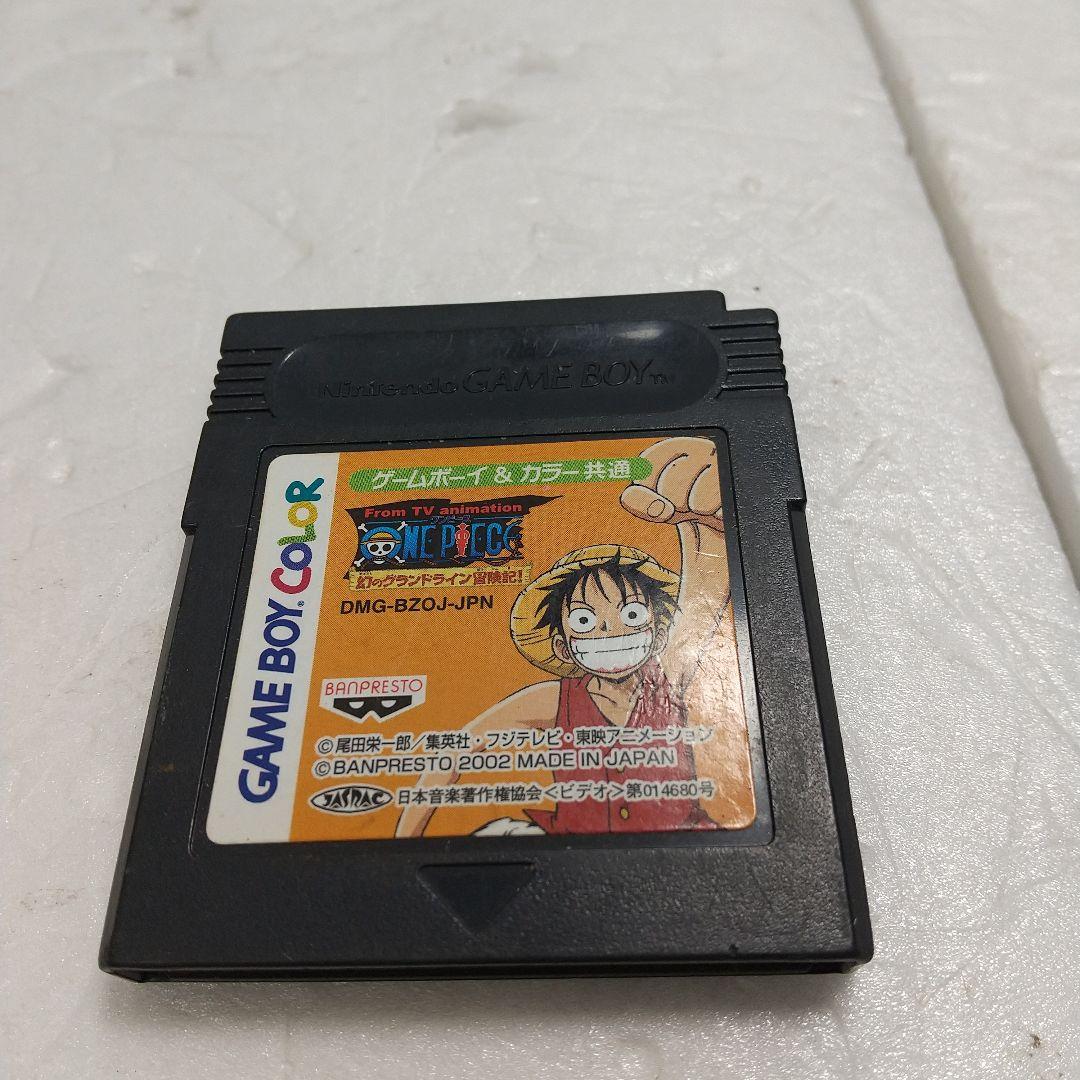 Nintendo GAME BOY™
GAME BOY COLOR
ゲームボーイ & カラー共通
From TV animation
ワンピース
ONE PIECE
幻のグランドライン冒険記!
DMG-BZOJ-JPN
BANPRESTO
©尾田栄一郎/集英社・フジテレビ・東映アニメーション
©BANPRESTO 2002 MADE IN JAPAN
JASRAC 日本音楽著作権協会<ビデオ>第014680号